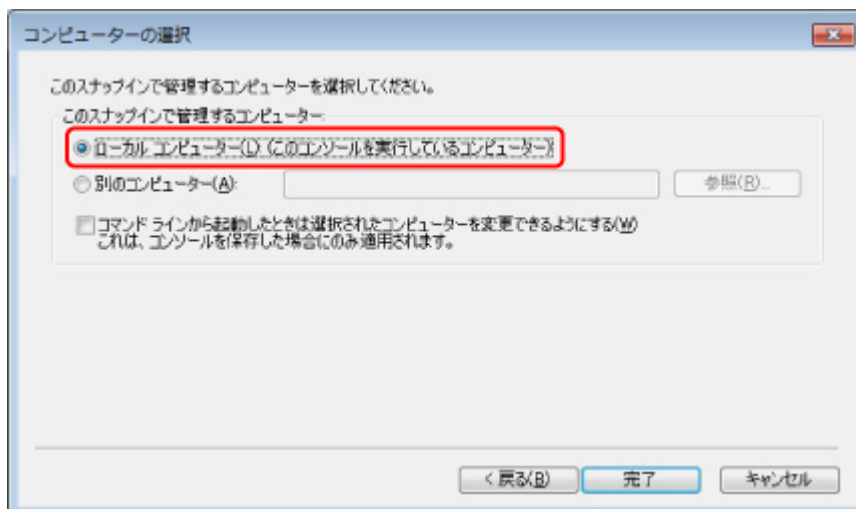 コンピューターの選択
このスナップインで管理するコンピューターを選択してください。
このスナップインで管理するコンピューター:
ローカル コンピューター(L): (このコンソールを実行しているコンピューター)
別のコンピューター(A):
参照(R)...
コマンド ラインから起動したときは選択されたコンピューターを変更できるようにする(W)
これは、コンソールを保存した場合にのみ適用されます。
< 戻る(B)
完了
キャンセル